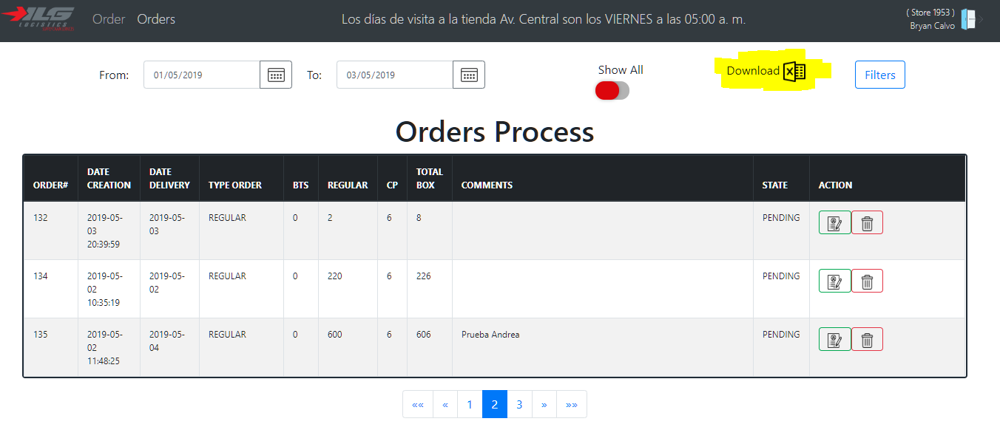 ILG
LOGISTICS
Order Orders
Los días de visita a la tienda Av. Central son los VIERNES a las 05:00 a. m.
( Store 1953 )
Bryan Calvo
From: 01/05/2019 To: 03/05/2019
Show All
Download
Filters
Orders Process
ORDER# DATE CREATION DATE DELIVERY TYPE ORDER BTS REGULAR CP TOTAL BOX COMMENTS STATE ACTION
132 2019-05-03 20:39:59 2019-05-03 REGULAR 0 2 6 8 PENDING
134 2019-05-02 10:35:19 2019-05-02 REGULAR 0 220 6 226 PENDING
135 2019-05-02 11:48:25 2019-05-04 REGULAR 0 600 6 606 Prueba Andrea PENDING
«« « 1 2 3 » »»